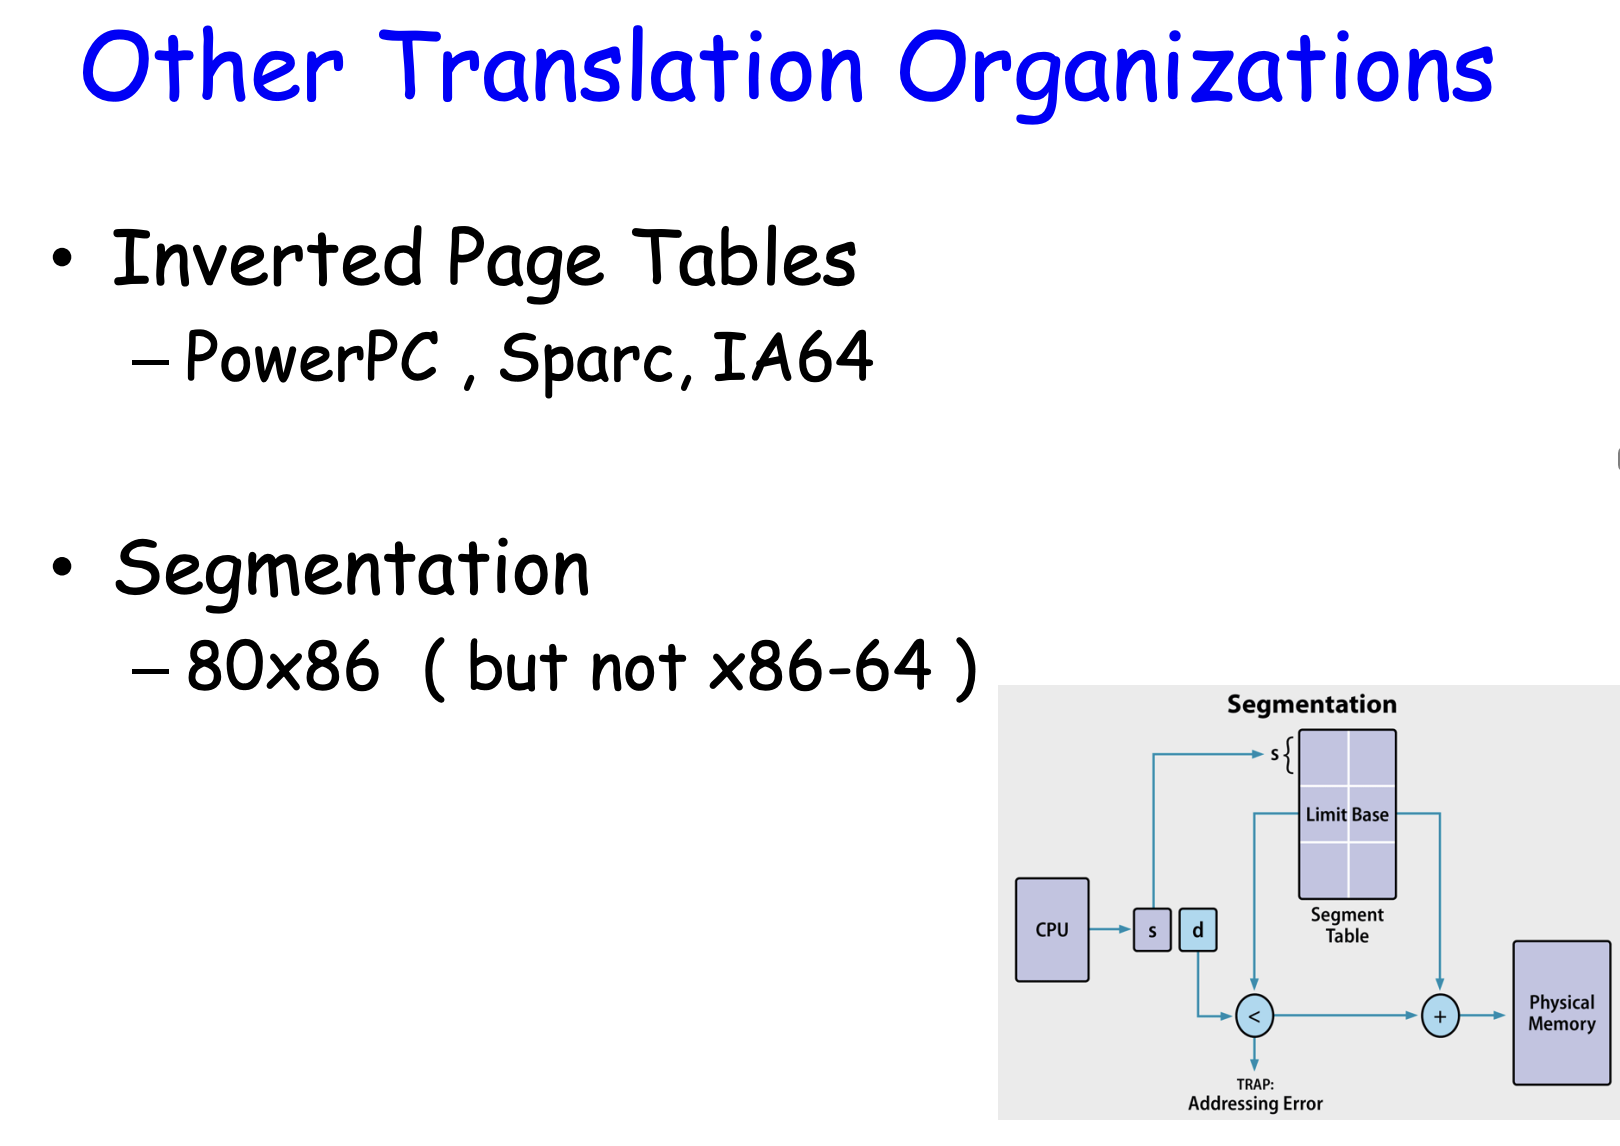 Other Translation Organizations
• Inverted Page Tables
– PowerPC , Sparc, IA64
• Segmentation
– 80x86 ( but not x86-64 )
Segmentation
s {
Limit Base
Segment
Table
CPU
s d
< +
Physical
Memory
TRAP:
Addressing Error